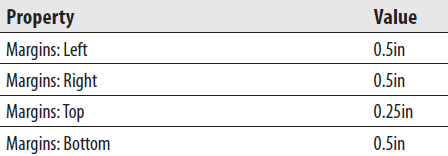 Property Value
Margins: Left 0.5in
Margins: Right 0.5in
Margins: Top 0.25in
Margins: Bottom 0.5in